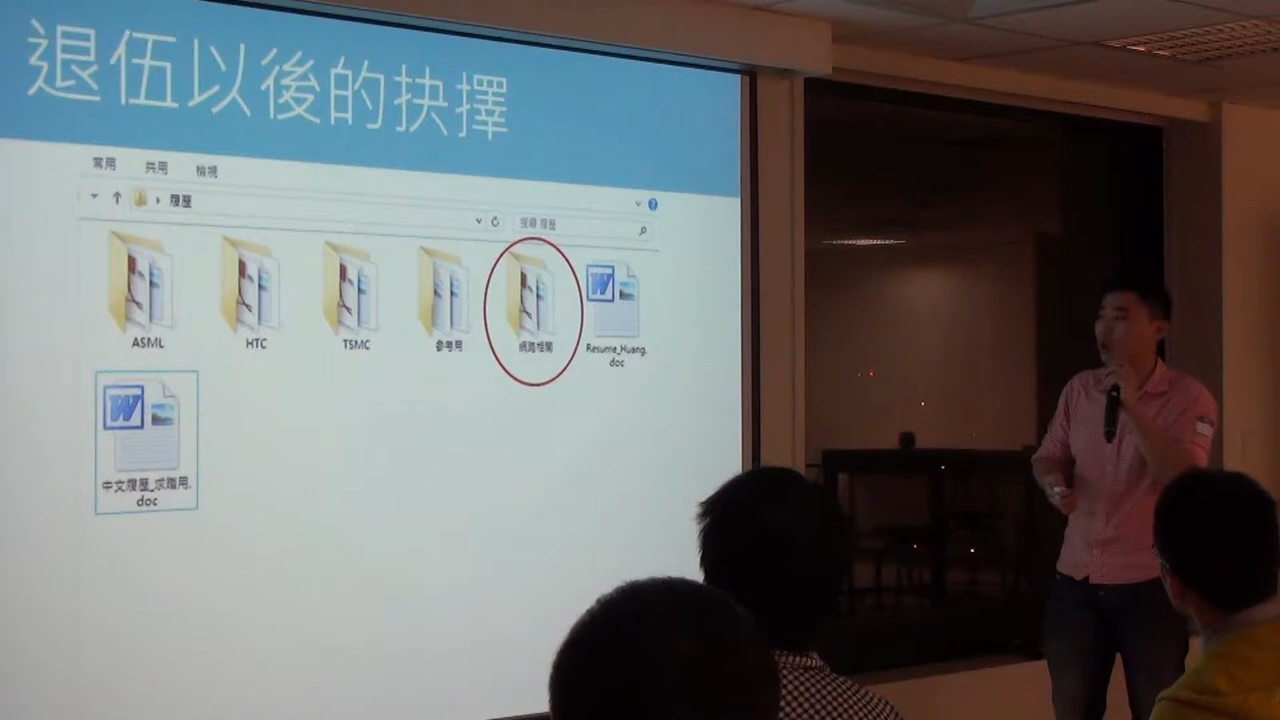 退伍以後的抉擇
常用 共用 檢視
履歷
搜尋 履歷
ASML
HTC
TSMC
參考用
網路相關
Resume_Huang.
doc
中文履歷_求職用.
doc